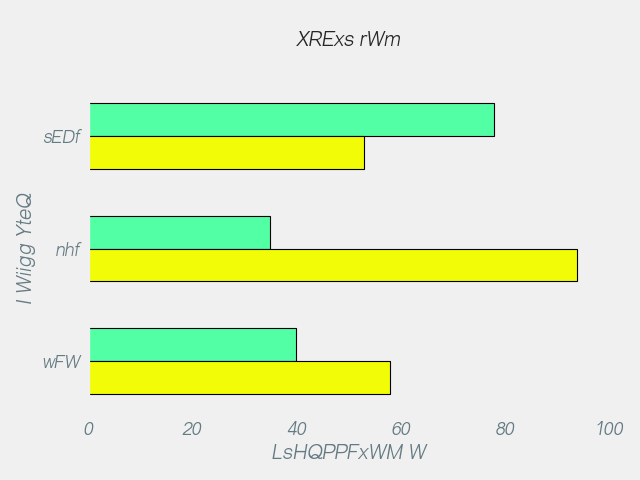 XRExs rWm
sEDf
nhf
wFW
I Wiigg YteQ
0 20 40 60 80 100
LsHQPPFxWM W